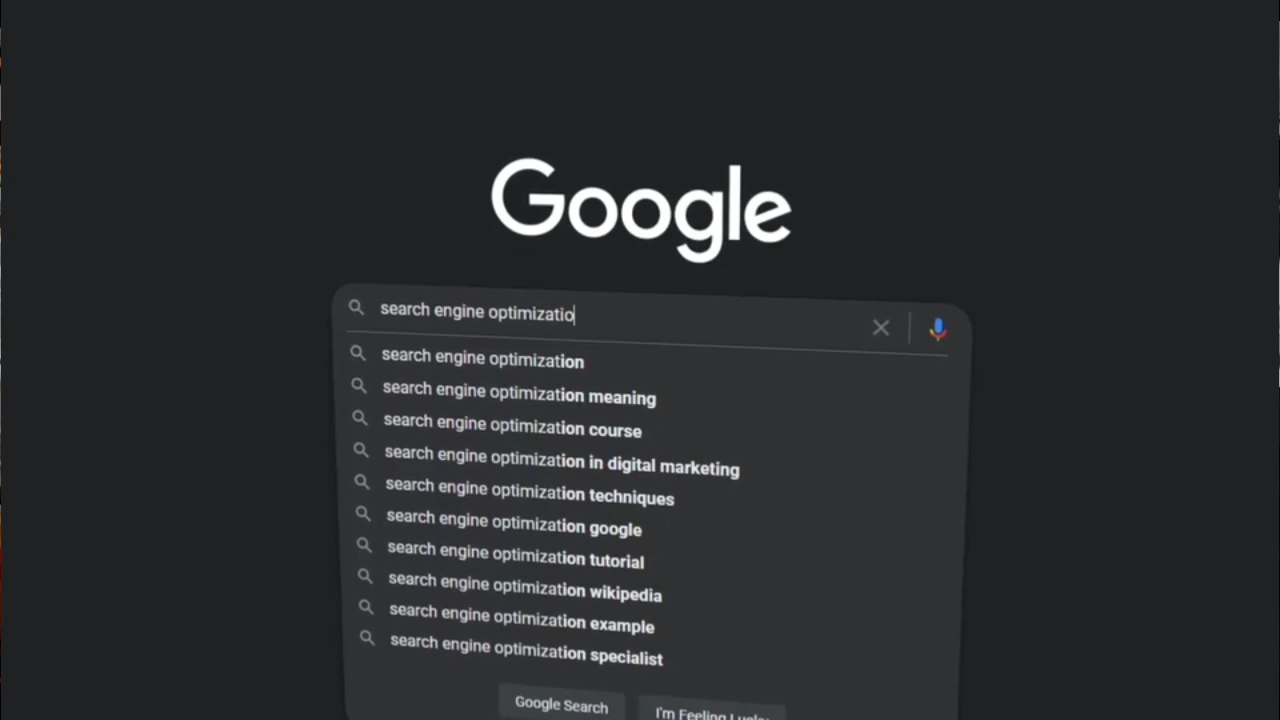 Google
search engine optimizatio
search engine optimization
search engine optimization meaning
search engine optimization course
search engine optimization in digital marketing
search engine optimization techniques
search engine optimization google
search engine optimization tutorial
search engine optimization wikipedia
search engine optimization example
search engine optimization specialist
Google Search
I'm Feeling Lucky